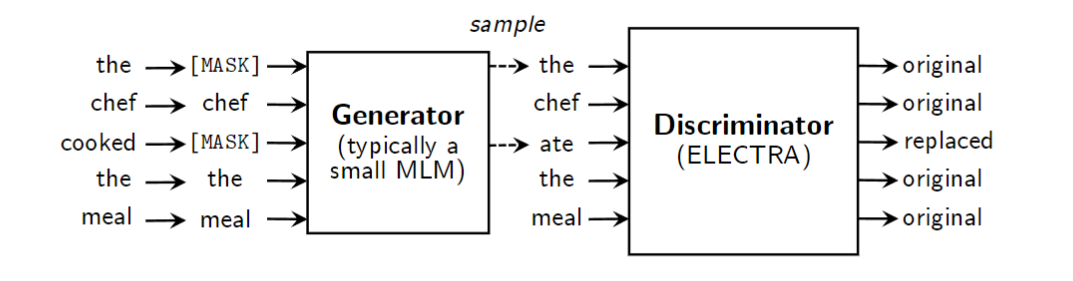 sample
the [MASK] the original
chef chef chef original
Generator
cooked [MASK] ate replaced
(typically a
small MLM)
Discriminator
(ELECTRA)
the the the original
meal meal meal original